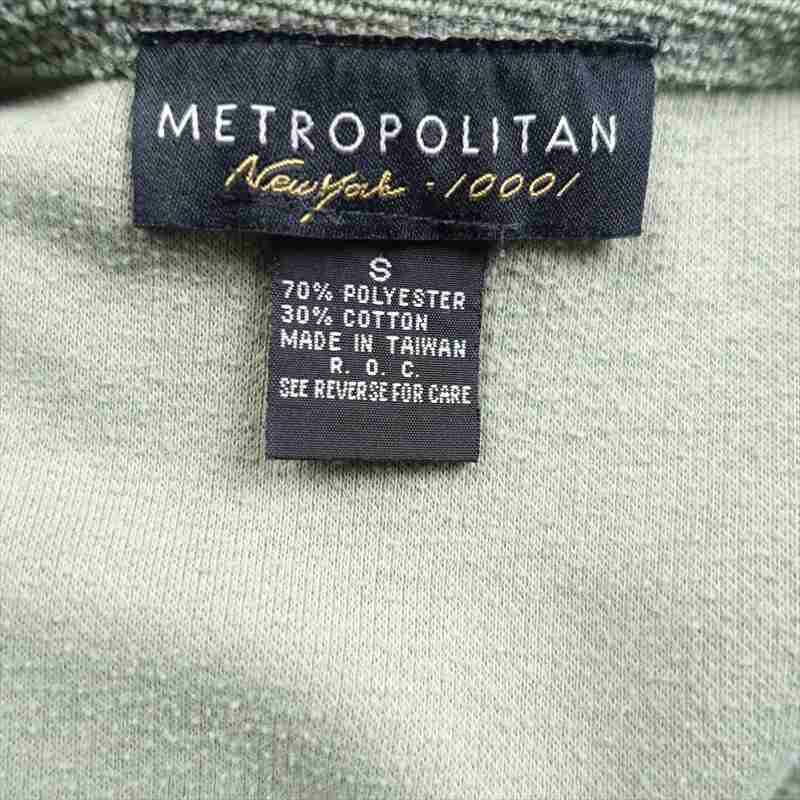 METROPOLITAN
New York - 10001
S
70% POLYESTER
30% COTTON
MADE IN TAIWAN
R. O. C.
SEE REVERSE FOR CARE